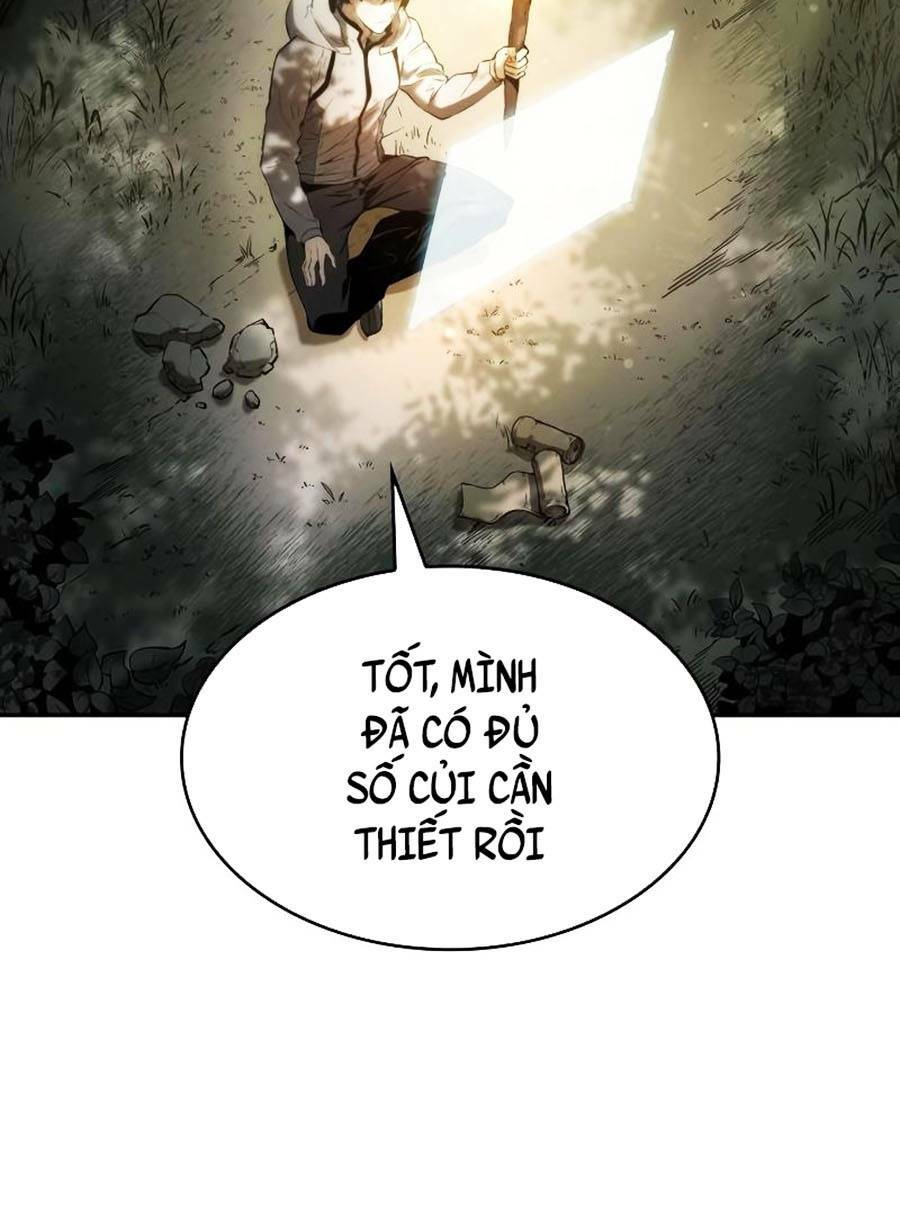 TỐT, MÌNH
ĐÃ CÓ ĐỦ
SỐ CỦI CẦN
THIẾT RỒI